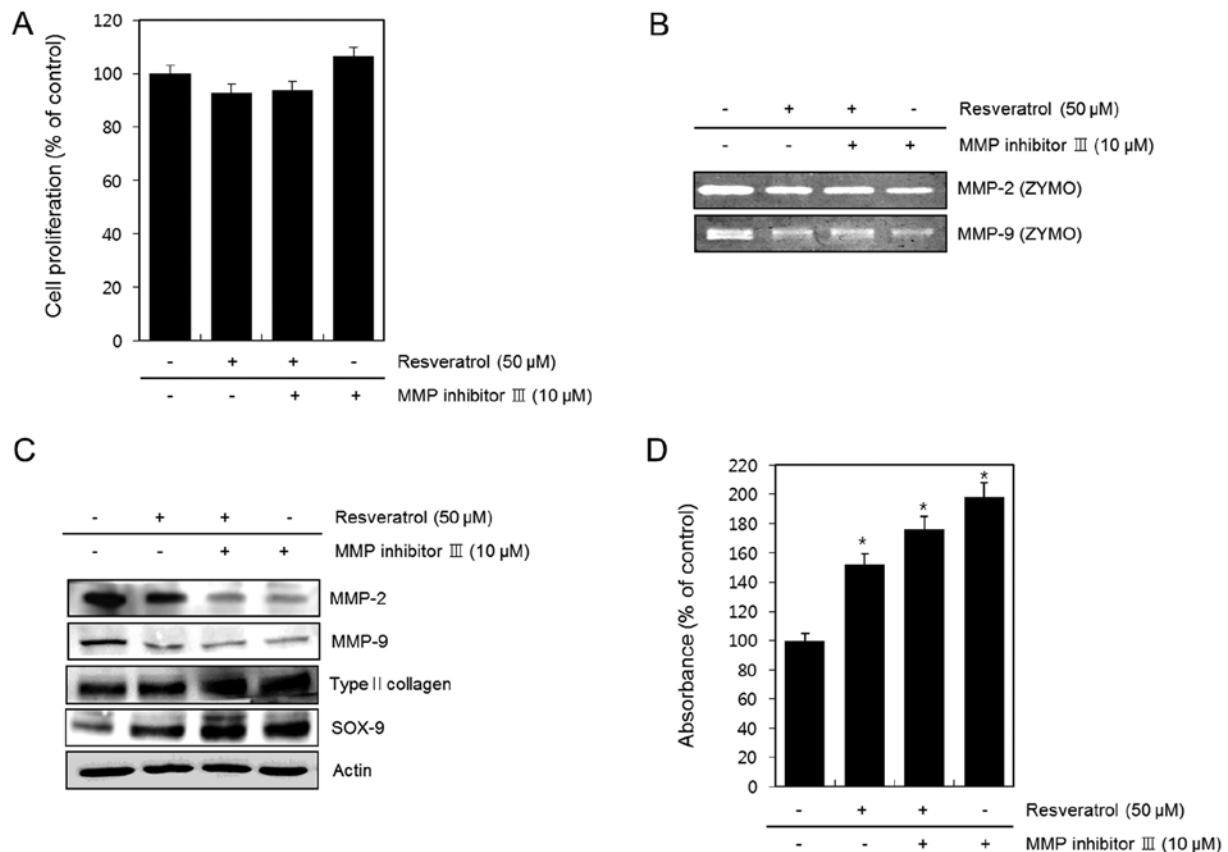 A
Cell proliferation (% of control)
120
100
80
60
40
20
0
- + + - Resveratrol (50 µM)
- - + + MMP inhibitor Ⅲ (10 µM)
B
- + + - Resveratrol (50 µM)
- - + + MMP inhibitor Ⅲ (10 µM)
MMP-2 (ZYMO)
MMP-9 (ZYMO)
C
- + + - Resveratrol (50 µM)
- - + + MMP inhibitor Ⅲ (10 µM)
MMP-2
MMP-9
Type II collagen
SOX-9
Actin
D
Absorbance (% of control)
220
200
180
160
140
120
100
80
60
40
20
0
* * *
- + + - Resveratrol (50 µM)
- - + + MMP inhibitor Ⅲ (10 µM)